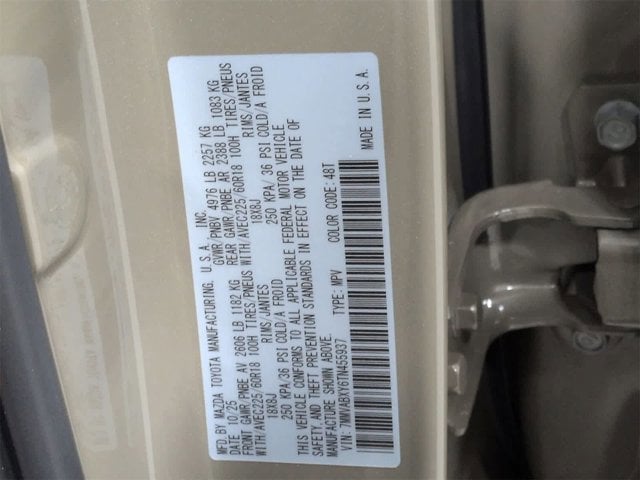 MFD. BY MAZDA TOYOTA MANUFACTURING, U.S.A., INC.
DATE 10/25 GVWR/PNBV 4976 LB 2257 KG
FRONT GAWR/PNBE AV 2606 LB 1182 KG REAR GAWR/PNBE AR 2388 LB 1083 KG
WITH/AVEC225/60R18 100H TIRES/PNEUS WITH/AVEC225/60R18 100H TIRES/PNEUS
18X8J RIMS/JANTES 18X8J RIMS/JANTES
250 KPA/36 PSI COLD/A FROID 250 KPA/36 PSI COLD/A FROID
THIS VEHICLE CONFORMS TO ALL APPLICABLE FEDERAL MOTOR VEHICLE
SAFETY, AND THEFT PREVENTION STANDARDS IN EFFECT ON THE DATE OF
MANUFACTURE SHOWN ABOVE.
VIN: 7MMVABXY6TN455937 TYPE: MPV COLOR CODE: 48T
MADE IN U.S.A.